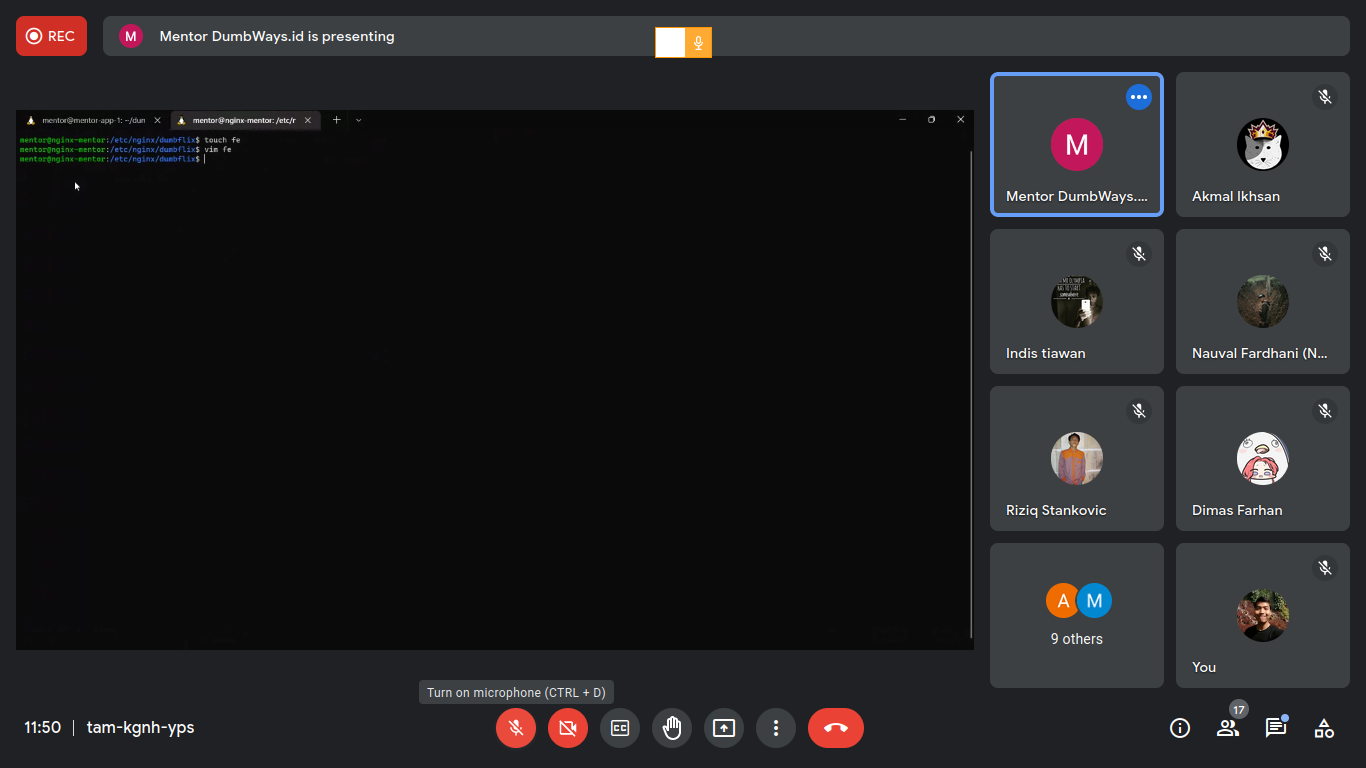 REC
M
Mentor DumbWays.id is presenting
mentor@mentor-app-1: ~/dun
mentor@nginx-mentor: /etc/r
mentor@nginx-mentor:/etc/nginx/dumbflix$ touch fe
mentor@nginx-mentor:/etc/nginx/dumbflix$ vim fe
mentor@nginx-mentor:/etc/nginx/dumbflix$
M
Mentor DumbWays....
Akmal Ikhsan
Indis tiawan
Nauval Fardhani (N...
Riziq Stankovic
Dimas Farhan
A
M
9 others
You
Turn on microphone (CTRL + D)
11:50
tam-kgnh-yps
CC
17